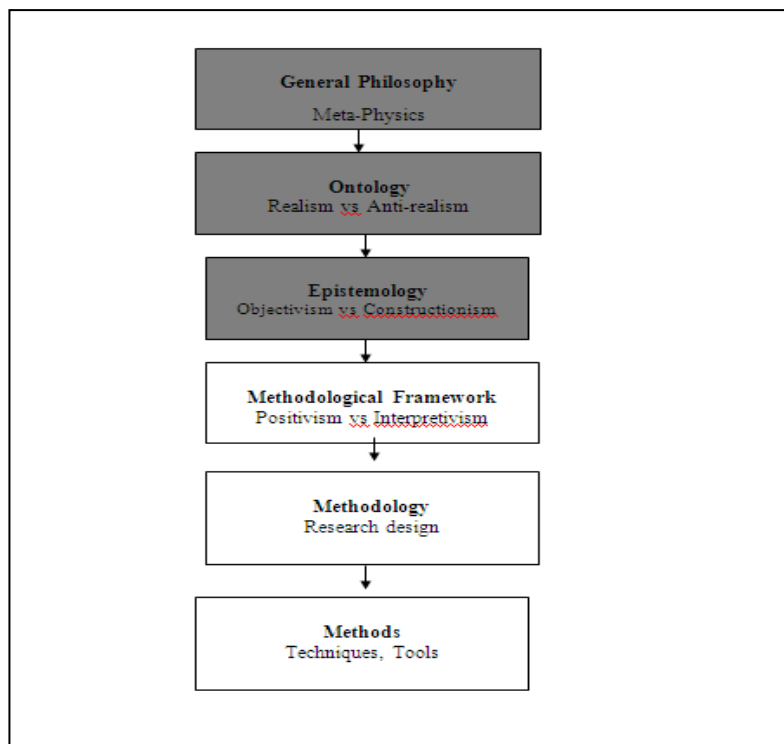 General Philosophy
Meta-Physics
Ontology
Realism vs Anti-realism
Epistemology
Objectivism vs Constructionism
Methodological Framework
Positivism vs Interpretivism
Methodology
Research design
Methods
Techniques, Tools